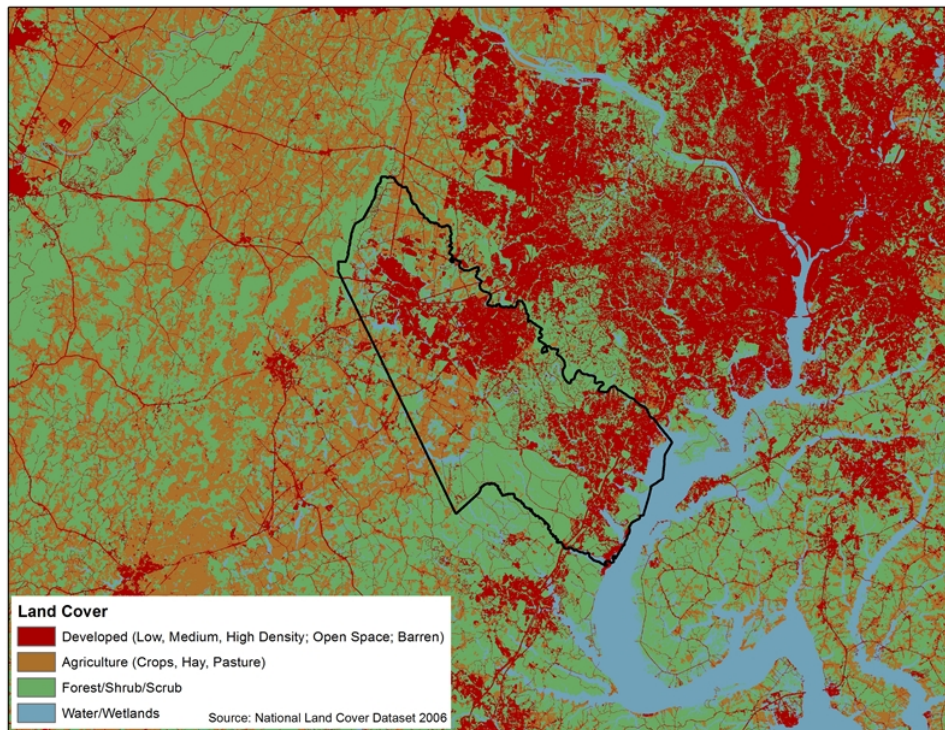 Land Cover
Developed (Low, Medium, High Density; Open Space; Barren)
Agriculture (Crops, Hay, Pasture)
Forest/Shrub/Scrub
Water/Wetlands
Source: National Land Cover Dataset 2006